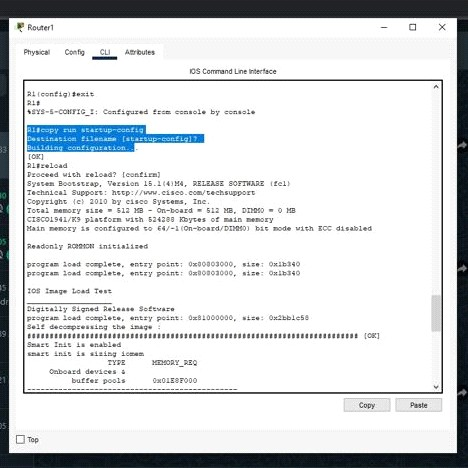 Router1
Physical Config CLI Attributes
IOS Command Line Interface
R1(config)#exit
R1#
%SYS-5-CONFIG_I: Configured from console by console
R1#copy run startup-config
Destination filename [startup-config]?
Building configuration...
[OK]
R1#reload
Proceed with reload? [confirm]
System Bootstrap, Version 15.1(4)M4, RELEASE SOFTWARE (fc1)
Technical Support: http://www.cisco.com/techsupport
Copyright (c) 2010 by cisco Systems, Inc.
Total memory size = 512 MB - On-board = 512 MB, DIMM0 = 0 MB
CISCO1941/K9 platform with 524288 Kbytes of main memory
Main memory is configured to 64/-1(On-board/DIMM0) bit mode with ECC disabled
Readonly ROMMON initialized
program load complete, entry point: 0x80803000, size: 0x1b340
program load complete, entry point: 0x80803000, size: 0x1b340
IOS Image Load Test
___________________
Digitally Signed Release Software
program load complete, entry point: 0x81000000, size: 0x2bb1c58
Self decompressing the image :
########################################################################## [OK]
Smart Init is enabled
smart init is sizing iomem
TYPE MEMORY_REQ
Onboard devices &
buffer pools 0x01E8F000
-----------------------------------------------
Copy Paste
Top